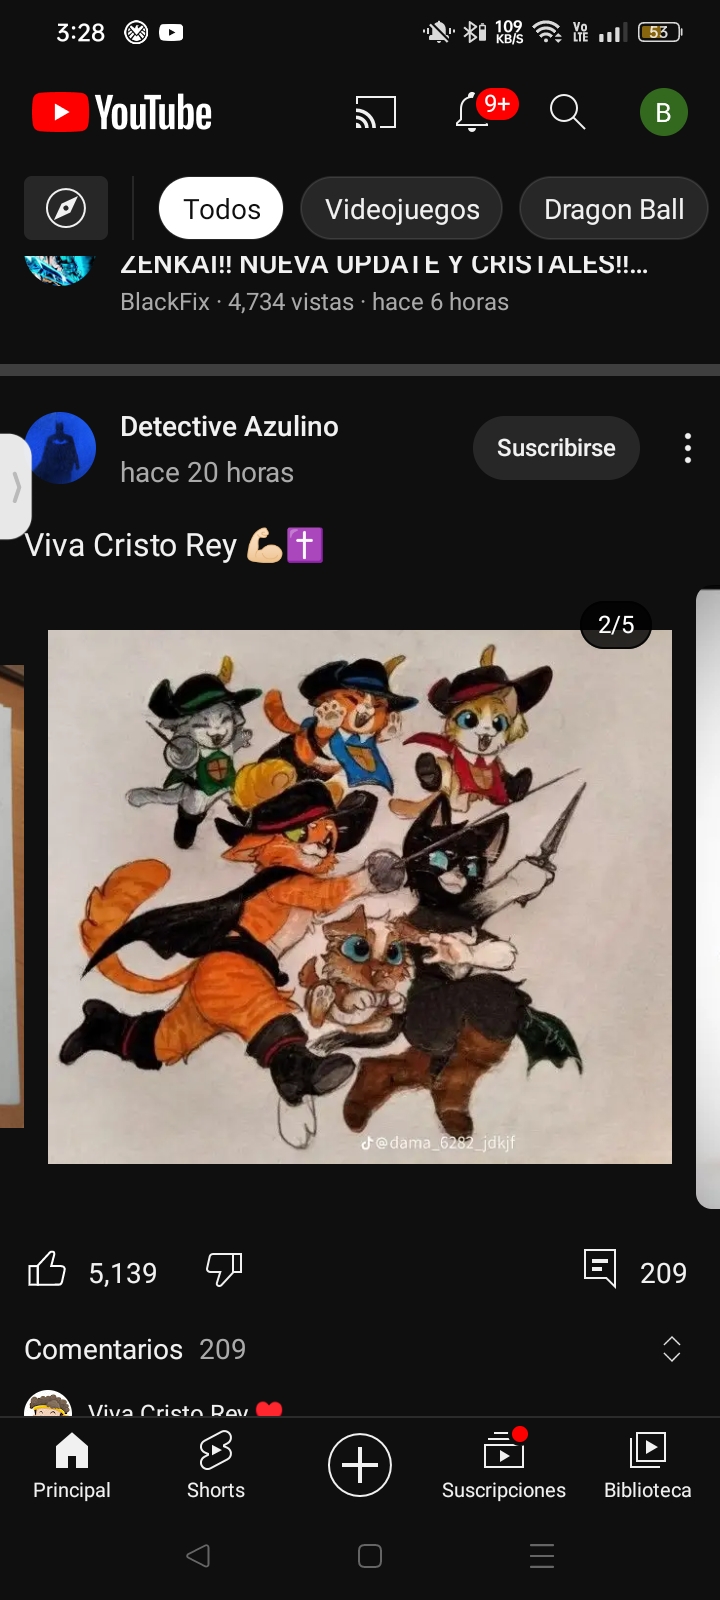 3:28
109
KB/S
Vo
LTE
53
YouTube
9+
B
Todos
Videojuegos
Dragon Ball
ZENKAI!! NUEVA UPDATE Y CRISTALES!!...
BlackFix · 4,734 vistas · hace 6 horas
Detective Azulino
hace 20 horas
Suscribirse
Viva Cristo Rey 💪🏻✝️
2/5
@dama_6282_jdkjf
5,139
209
Comentarios 209
Viva Cristo Rey ❤️
Principal
Shorts
Suscripciones
Biblioteca